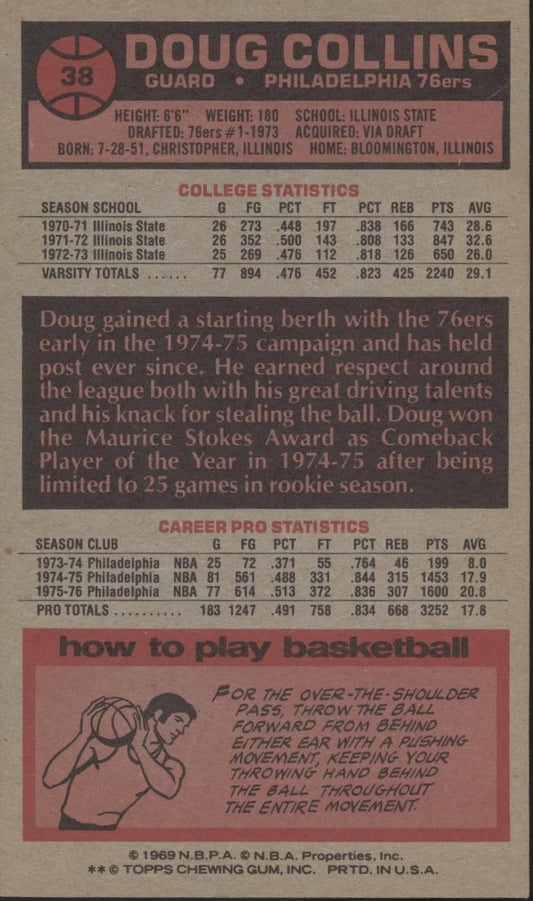 38
DOUG COLLINS
GUARD • PHILADELPHIA 76ers
HEIGHT: 6'6" WEIGHT: 180 SCHOOL: ILLINOIS STATE
DRAFTED: 76ers #1-1973 ACQUIRED: VIA DRAFT
BORN: 7-28-51, CHRISTOPHER, ILLINOIS HOME: BLOOMINGTON, ILLINOIS
COLLEGE STATISTICS
SEASON SCHOOL G FG PCT FT PCT REB PTS AVG
1970-71 Illinois State 26 273 .448 197 .838 166 743 28.6
1971-72 Illinois State 26 352 .500 143 .808 133 847 32.6
1972-73 Illinois State 25 269 .476 112 .818 126 650 26.0
VARSITY TOTALS ...... 77 894 .476 452 .823 425 2240 29.1
Doug gained a starting berth with the 76ers
early in the 1974-75 campaign and has held
post ever since. He earned respect around
the league both with his great driving talents
and his knack for stealing the ball. Doug won
the Maurice Stokes Award as Comeback
Player of the Year in 1974-75 after being
limited to 25 games in rookie season.
CAREER PRO STATISTICS
SEASON CLUB G FG PCT FT PCT REB PTS AVG
1973-74 Philadelphia NBA 25 72 .371 55 .764 46 199 8.0
1974-75 Philadelphia NBA 81 561 .488 331 .844 315 1453 17.9
1975-76 Philadelphia NBA 77 614 .513 372 .836 307 1600 20.8
PRO TOTALS .......... 183 1247 .491 758 .834 668 3252 17.8
how to play basketball
FOR THE OVER-THE-SHOULDER
PASS, THROW THE BALL
FORWARD FROM BEHIND
EITHER EAR WITH A PUSHING
MOVEMENT, KEEPING YOUR
THROWING HAND BEHIND
THE BALL THROUGHOUT
THE ENTIRE MOVEMENT.
© 1969 N.B.P.A. © N.B.A. Properties, Inc.
** © TOPPS CHEWING GUM, INC. PRTD. IN U.S.A.